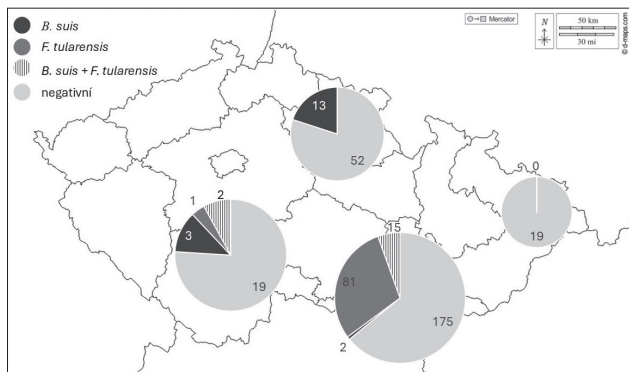 B. suis
F. tularensis
B. suis + F. tularensis
negativní
Mercator
N
50 km
30 mi
© d-maps.com
13
52
0
19
1
2
3
19
15
81
175
2